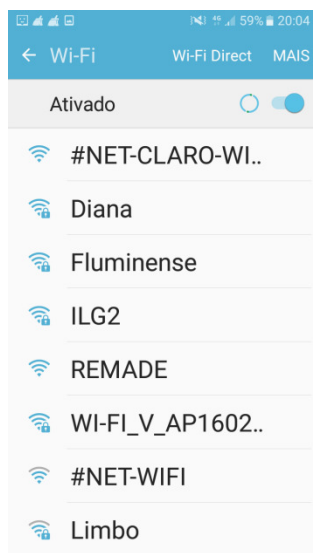 59% 20:04
Wi-Fi Wi-Fi Direct MAIS
Ativado
#NET-CLARO-WI..
Diana
Fluminense
ILG2
REMADE
WI-FI_V_AP1602..
#NET-WIFI
Limbo